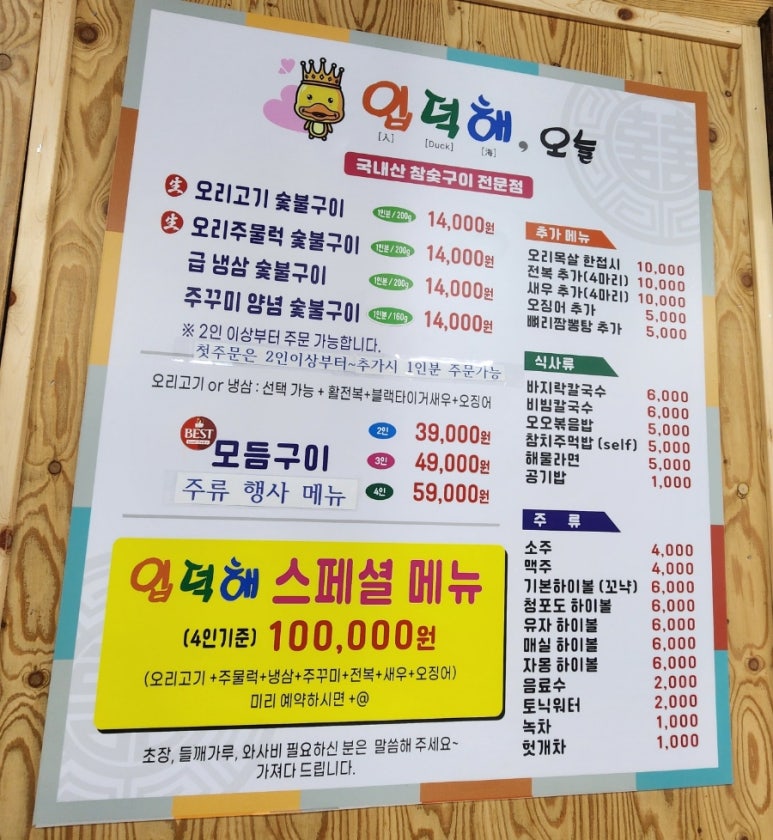 입덕해, 오늘
[人] [Duck] [海]
국내산 참숯구이 전문점
生 오리고기 숯불구이 1인분/200g 14,000원
生 오리주물럭 숯불구이 1인분/200g 14,000원
급 냉삼 숯불구이 1인분/200g 14,000원
주꾸미 양념 숯불구이 1인분/160g 14,000원
※ 2인 이상부터 주문 가능합니다.
첫주문은 2인이상부터~추가시 1인분 주문가능
오리고기 or 냉삼 : 선택 가능 + 활전복+블랙타이거새우+오징어
BEST
모듬구이
주류 행사 메뉴
2인 39,000원
3인 49,000원
4인 59,000원
입덕해 스페셜 메뉴
(4인기준) 100,000원
(오리고기 +주물럭+냉삼+주꾸미+전복+새우+오징어)
미리 예약하시면 +@
초장, 들깨가루, 와사비 필요하신 분은 말씀해 주세요~
가져다 드립니다.
추가 메뉴
오리목살 한접시 10,000
전복 추가(4마리) 10,000
새우 추가(4마리) 10,000
오징어 추가 5,000
뼈리짬뽕탕 추가 5,000
식사류
바지락칼국수 6,000
비빔칼국수 6,000
오오볶음밥 5,000
참치주먹밥 (self) 5,000
해물라면 5,000
공기밥 1,000
주 류
소주 4,000
맥주 4,000
기본하이볼 (꼬냑) 6,000
청포도 하이볼 6,000
유자 하이볼 6,000
매실 하이볼 6,000
자몽 하이볼 6,000
음료수 2,000
토닉워터 2,000
녹차 1,000
헛개차 1,000